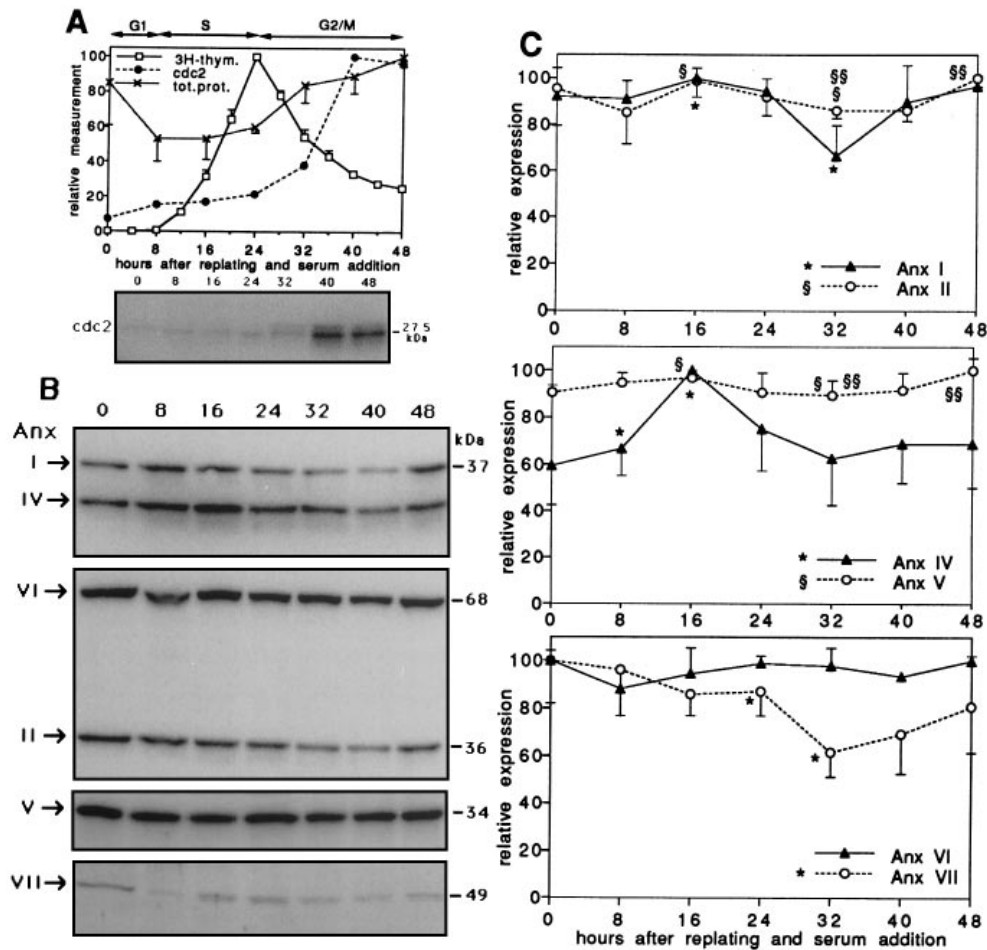 A
G1 S G2/M
3H-thym.
cdc2
tot.prot.
relative measurement
100
80
60
40
20
0
0 8 16 24 32 40 48
hours after replating and serum addition
0 8 16 24 32 40 48
cdc2
-27.5
kDa
B
0 8 16 24 32 40 48
Anx
kDa
I→ -37
IV→
VI→ -68
II→ -36
V→ -34
VII→ -49
C
relative expression
100
80
60
40
20
0
§ * §§ § * §§
* Anx I
§ Anx II
0 8 16 24 32 40 48
relative expression
100
80
60
40
20
0
* § * § §§ §§
* Anx IV
§ Anx V
0 8 16 24 32 40 48
relative expression
100
80
60
40
20
0
* *
Anx VI
* Anx VII
0 8 16 24 32 40 48
hours after replating and serum addition